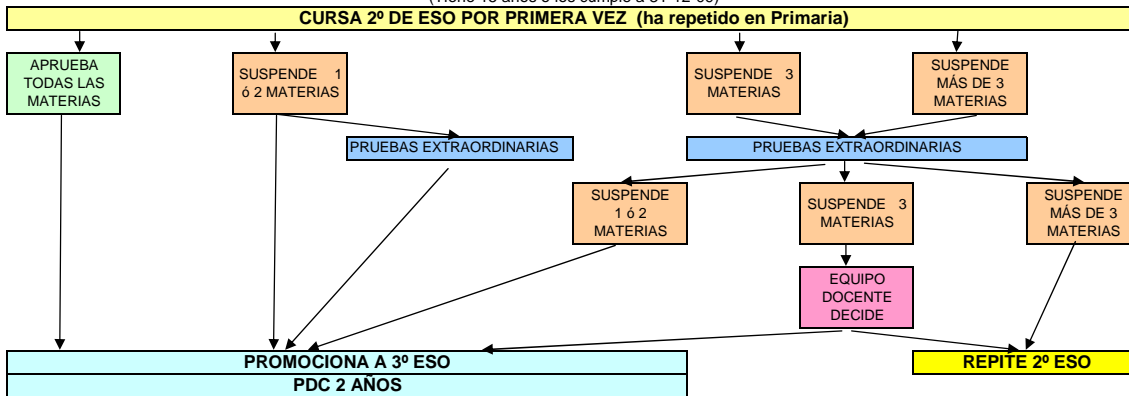 CURSA 2º DE ESO POR PRIMERA VEZ (ha repetido en Primaria)
APRUEBA
TODAS LAS
MATERIAS
SUSPENDE 1
ó 2 MATERIAS
SUSPENDE 3
MATERIAS
SUSPENDE
MÁS DE 3
MATERIAS
PRUEBAS EXTRAORDINARIAS
PRUEBAS EXTRAORDINARIAS
SUSPENDE
1 ó 2
MATERIAS
SUSPENDE 3
MATERIAS
SUSPENDE
MÁS DE 3
MATERIAS
EQUIPO
DOCENTE
DECIDE
PROMOCIONA A 3º ESO
REPITE 2º ESO
PDC 2 AÑOS